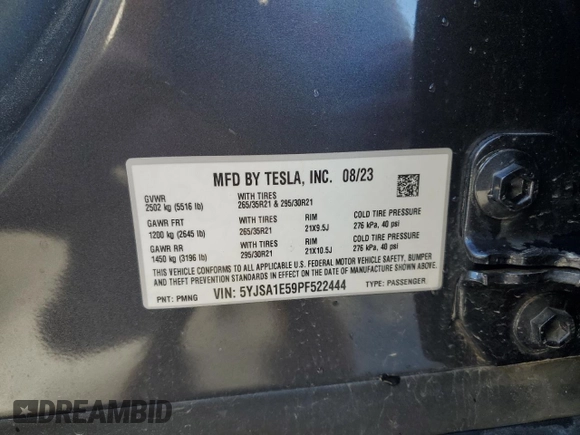 MFD BY TESLA, INC. 08/23
GVWR WITH TIRES
2502 kg (5516 lb) 265/35R21 & 295/30R21
GAWR FRT WITH TIRES RIM COLD TIRE PRESSURE
1200 kg (2645 lb) 265/35R21 21X9.5J 276 kPa, 40 psi
GAWR RR WITH TIRES RIM COLD TIRE PRESSURE
1450 kg (3196 lb) 295/30R21 21X10.5J 276 kPa, 40 psi
THIS VEHICLE CONFORMS TO ALL APPLICABLE U.S. FEDERAL MOTOR VEHICLE SAFETY, BUMPER
AND THEFT PREVENTION STANDARDS IN EFFECT ON THE DATE OF MANUFACTURE SHOWN ABOVE.
PNT: PMNG VIN: 5YJSA1E59PF522444 TYPE: PASSENGER
DREAMBID